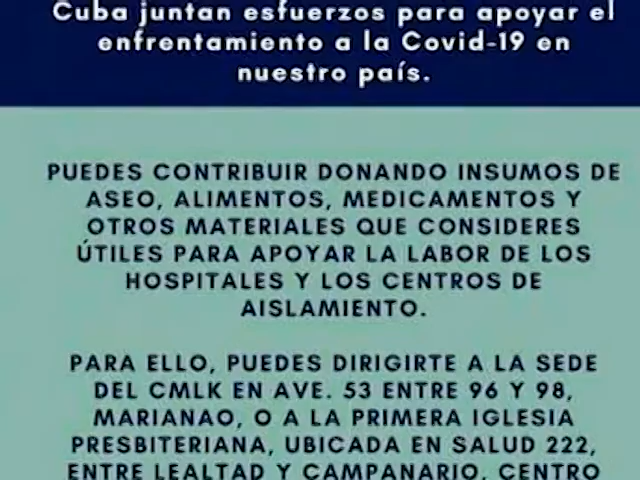 Cuba juntan esfuerzos para apoyar el
enfrentamiento a la Covid-19 en
nuestro país.
PUEDES CONTRIBUIR DONANDO INSUMOS DE
ASEO, ALIMENTOS, MEDICAMENTOS Y
OTROS MATERIALES QUE CONSIDERES
ÚTILES PARA APOYAR LA LABOR DE LOS
HOSPITALES Y LOS CENTROS DE
AISLAMIENTO.
PARA ELLO, PUEDES DIRIGIRTE A LA SEDE
DEL CMLK EN AVE. 53 ENTRE 96 Y 98,
MARIANAO, O A LA PRIMERA IGLESIA
PRESBITERIANA, UBICADA EN SALUD 222,
ENTRE LEALTAD Y CAMPANARIO, CENTRO